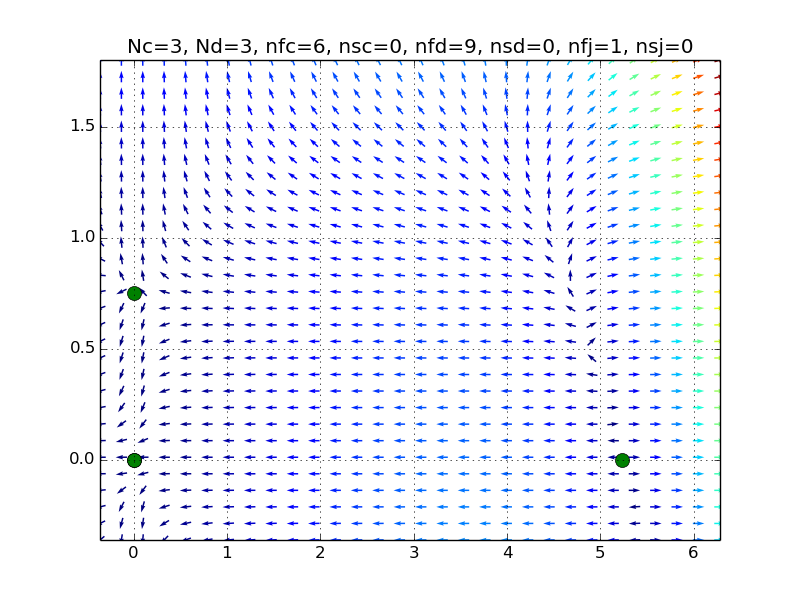 Nc=3, Nd=3, nfc=6, nsc=0, nfd=9, nsd=0, nfj=1, nsj=0
1.5
1.0
0.5
0.0
0 1 2 3 4 5 6